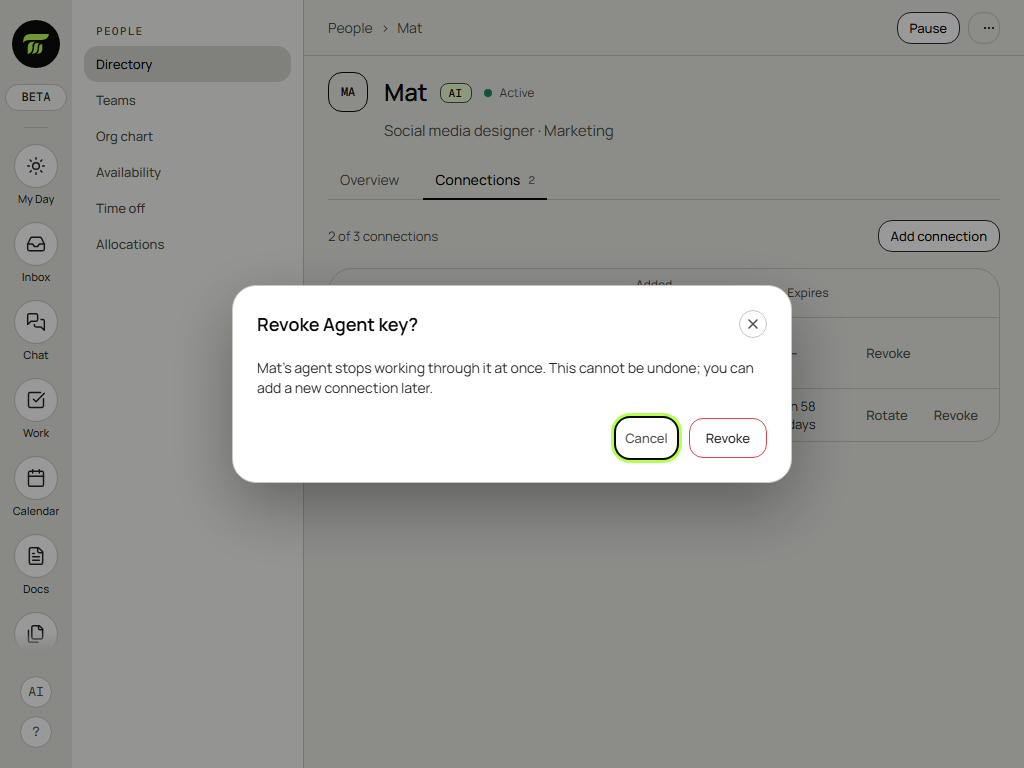 BETA
My Day
Inbox
Chat
Work
Calendar
Docs
AI
?
PEOPLE
Directory
Teams
Org chart
Availability
Time off
Allocations
People › Mat
Pause
MA
Mat
AI
Active
Social media designer · Marketing
Overview
Connections 2
2 of 3 connections
Add connection
Added
Expires
Revoke
58
days
Rotate
Revoke
Revoke Agent key?
Mat's agent stops working through it at once. This cannot be undone; you can
add a new connection later.
Cancel
Revoke